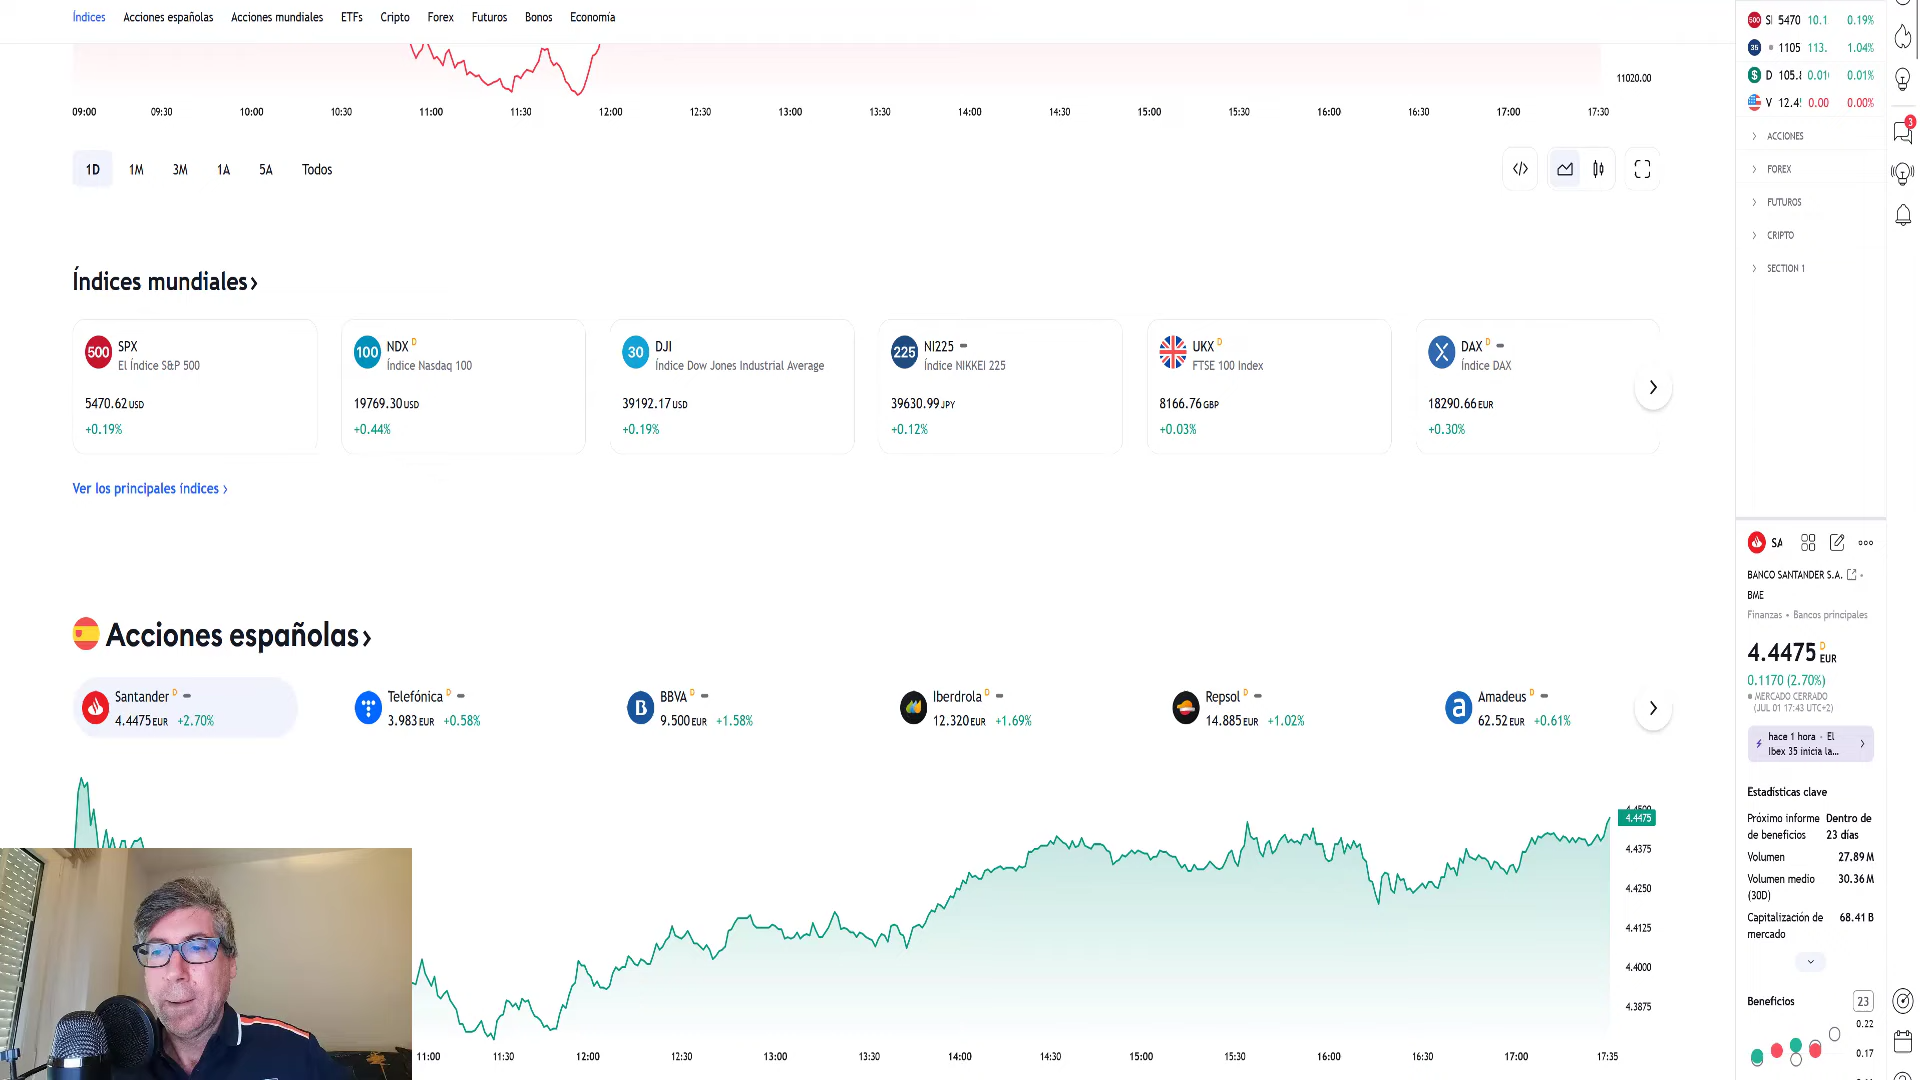 Índices Acciones españolas Acciones mundiales ETFs Cripto Forex Futuros Bonos Economía
11020.00
09:00 09:30 10:00 10:30 11:00 11:30 12:00 12:30 13:00 13:30 14:00 14:30 15:00 15:30 16:00 16:30 17:00 17:30
1D 1M 3M 1A 5A Todos
Índices mundiales
500 SPX
El Índice S&P 500
5470.62 USD
+0.19%
100 NDX D
Índice Nasdaq 100
19769.30 USD
+0.44%
30 DJI
Índice Dow Jones Industrial Average
39192.17 USD
+0.19%
225 NI225
Índice NIKKEI 225
39630.99 JPY
+0.12%
UKX D
FTSE 100 Index
8166.76 GBP
+0.03%
DAX D
Índice DAX
18290.66 EUR
+0.30%
Ver los principales índices
Acciones españolas
Santander D
4.4475 EUR +2.70%
Telefónica D
3.983 EUR +0.58%
BBVA D
9.500 EUR +1.58%
Iberdrola D
12.320 EUR +1.69%
Repsol D
14.885 EUR +1.02%
Amadeus D
62.52 EUR +0.61%
4.4475
4.4375
4.4250
4.4125
4.4000
4.3875
11:00 11:30 12:00 12:30 13:00 13:30 14:00 14:30 15:00 15:30 16:00 16:30 17:00 17:35
500 5470 10.1 0.19%
35 1105 113. 1.04%
D 105.8 0.01 0.01%
V 12.4 0.00 0.00%
ACCIONES
FOREX
FUTUROS
CRIPTO
SECTION 1
3
SA
BANCO SANTANDER S.A.
BME
Finanzas • Bancos principales
4.4475 D EUR
0.1170 (2.70%)
MERCADO CERRADO
(JUL 01 17:43 UTC+2)
hace 1 hora · El
Ibex 35 inicia la...
Estadísticas clave
Próximo informe de beneficios Dentro de 23 días
Volumen 27.89 M
Volumen medio (30D) 30.36 M
Capitalización de mercado 68.41 B
Beneficios 23
0.22
0.17